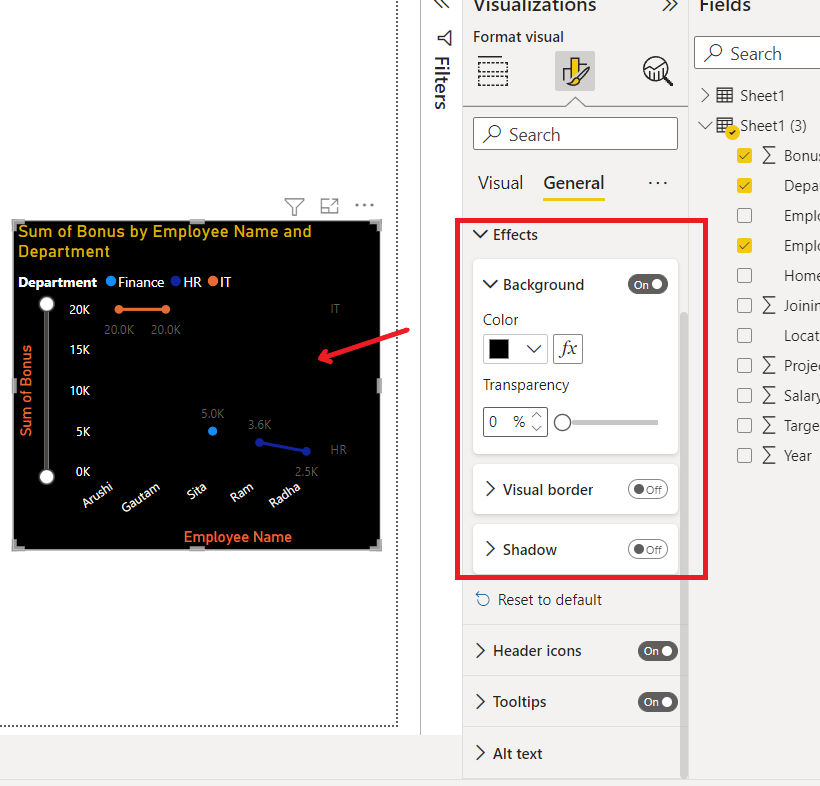 Sum of Bonus by Employee Name and
Department
Department Finance HR IT
20K
15K
10K
5K
0K
Sum of Bonus
20.0K 20.0K
IT
5.0K
3.6K
HR
2.5K
Arushi
Gautam
Sita
Ram
Radha
Employee Name
Filters
Visualizations
Format visual
Search
Visual General
Effects
Background On
Color
fx
Transparency
0 %
Visual border Off
Shadow Off
Reset to default
Header icons On
Tooltips On
Alt text
Fields
Search
Sheet1
Sheet1 (3)
Bonus
Depa
Emplo
Emplo
Home
Joinin
Locat
Projec
Salary
Targe
Year